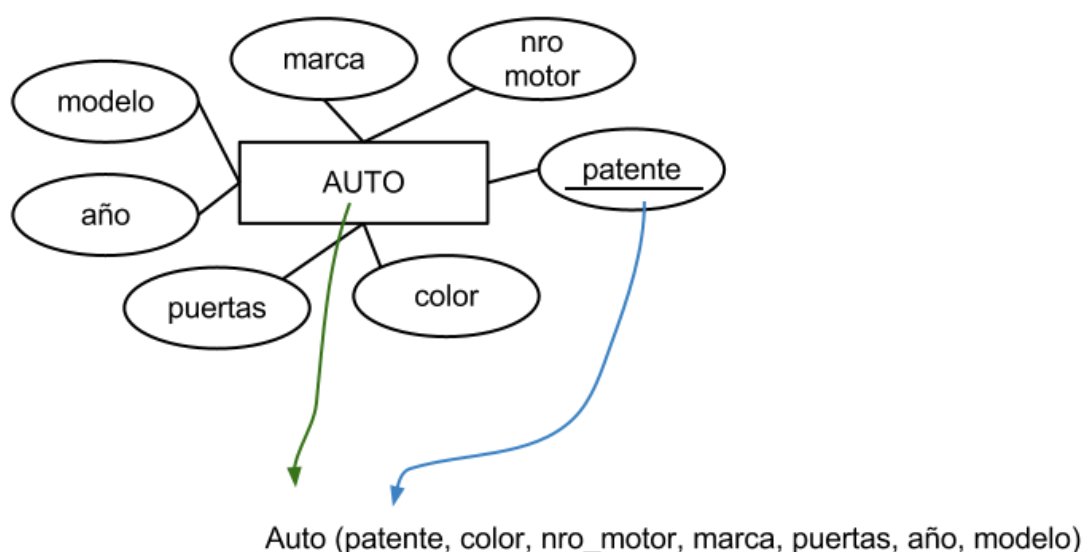 marca
nro
motor
modelo
patente
AUTO
año
puertas
color
Auto (patente, color, nro_motor, marca, puertas, año, modelo)